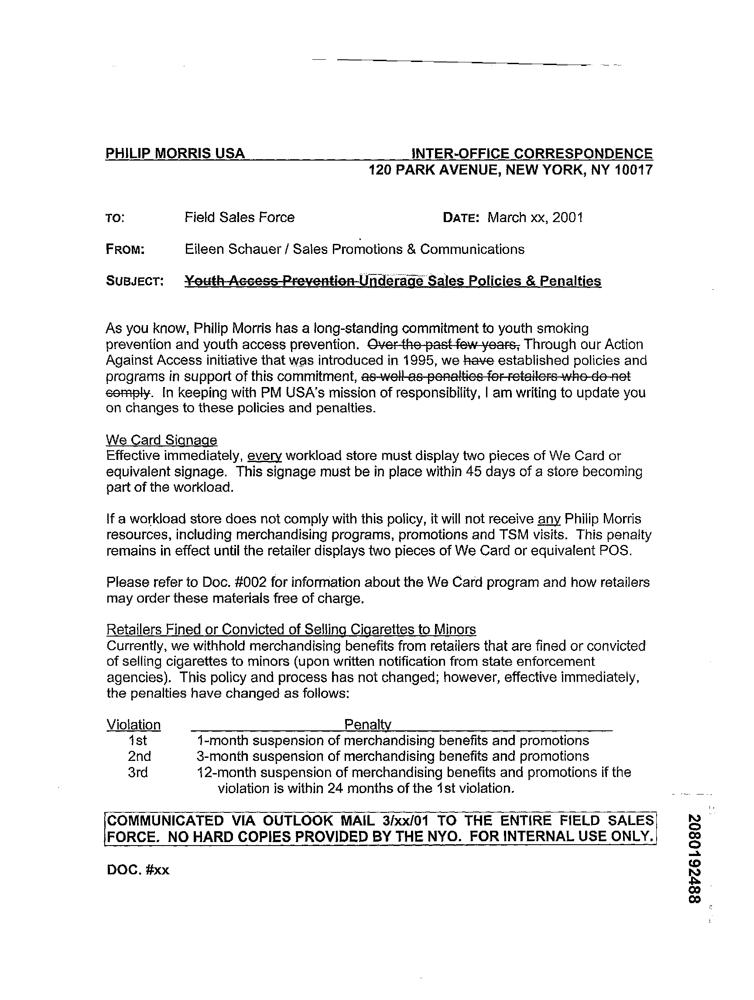 PHILIP MORRIS USA INTER-OFFICE CORRESPONDENCE
120 PARK AVENUE, NEW YORK, NY 10017
TO: Field Sales Force DATE: March xx, 2001
FROM: Eileen Schauer / Sales Promotions & Communications
SUBJECT: Youth Access Prevention Underage Sales Policies & Penalties
As you know, Philip Morris has a long-standing commitment to youth smoking
prevention and youth access prevention. Over the past few years, Through our Action
Against Access initiative that was introduced in 1995, we have established policies and
programs in support of this commitment, as well as penalties for retailers who do not
comply. In keeping with PM USA's mission of responsibility, I am writing to update you
on changes to these policies and penalties.
We Card Signage
Effective immediately, every workload store must display two pieces of We Card or
equivalent signage. This signage must be in place within 45 days of a store becoming
part of the workload.
If a workload store does not comply with this policy, it will not receive any Philip Morris
resources, including merchandising programs, promotions and TSM visits. This penalty
remains in effect until the retailer displays two pieces of We Card or equivalent POS.
Please refer to Doc. #002 for information about the We Card program and how retailers
may order these materials free of charge.
Retailers Fined or Convicted of Selling Cigarettes to Minors
Currently, we withhold merchandising benefits from retailers that are fined or convicted
of selling cigarettes to minors (upon written notification from state enforcement
agencies). This policy and process has not changed; however, effective immediately,
the penalties have changed as follows:
Violation Penalty
1st 1-month suspension of merchandising benefits and promotions
2nd 3-month suspension of merchandising benefits and promotions
3rd 12-month suspension of merchandising benefits and promotions if the
violation is within 24 months of the 1st violation.
COMMUNICATED VIA OUTLOOK MAIL 3/xx/01 TO THE ENTIRE FIELD SALES
FORCE. NO HARD COPIES PROVIDED BY THE NYO. FOR INTERNAL USE ONLY.
DOC. #xx
2080192488